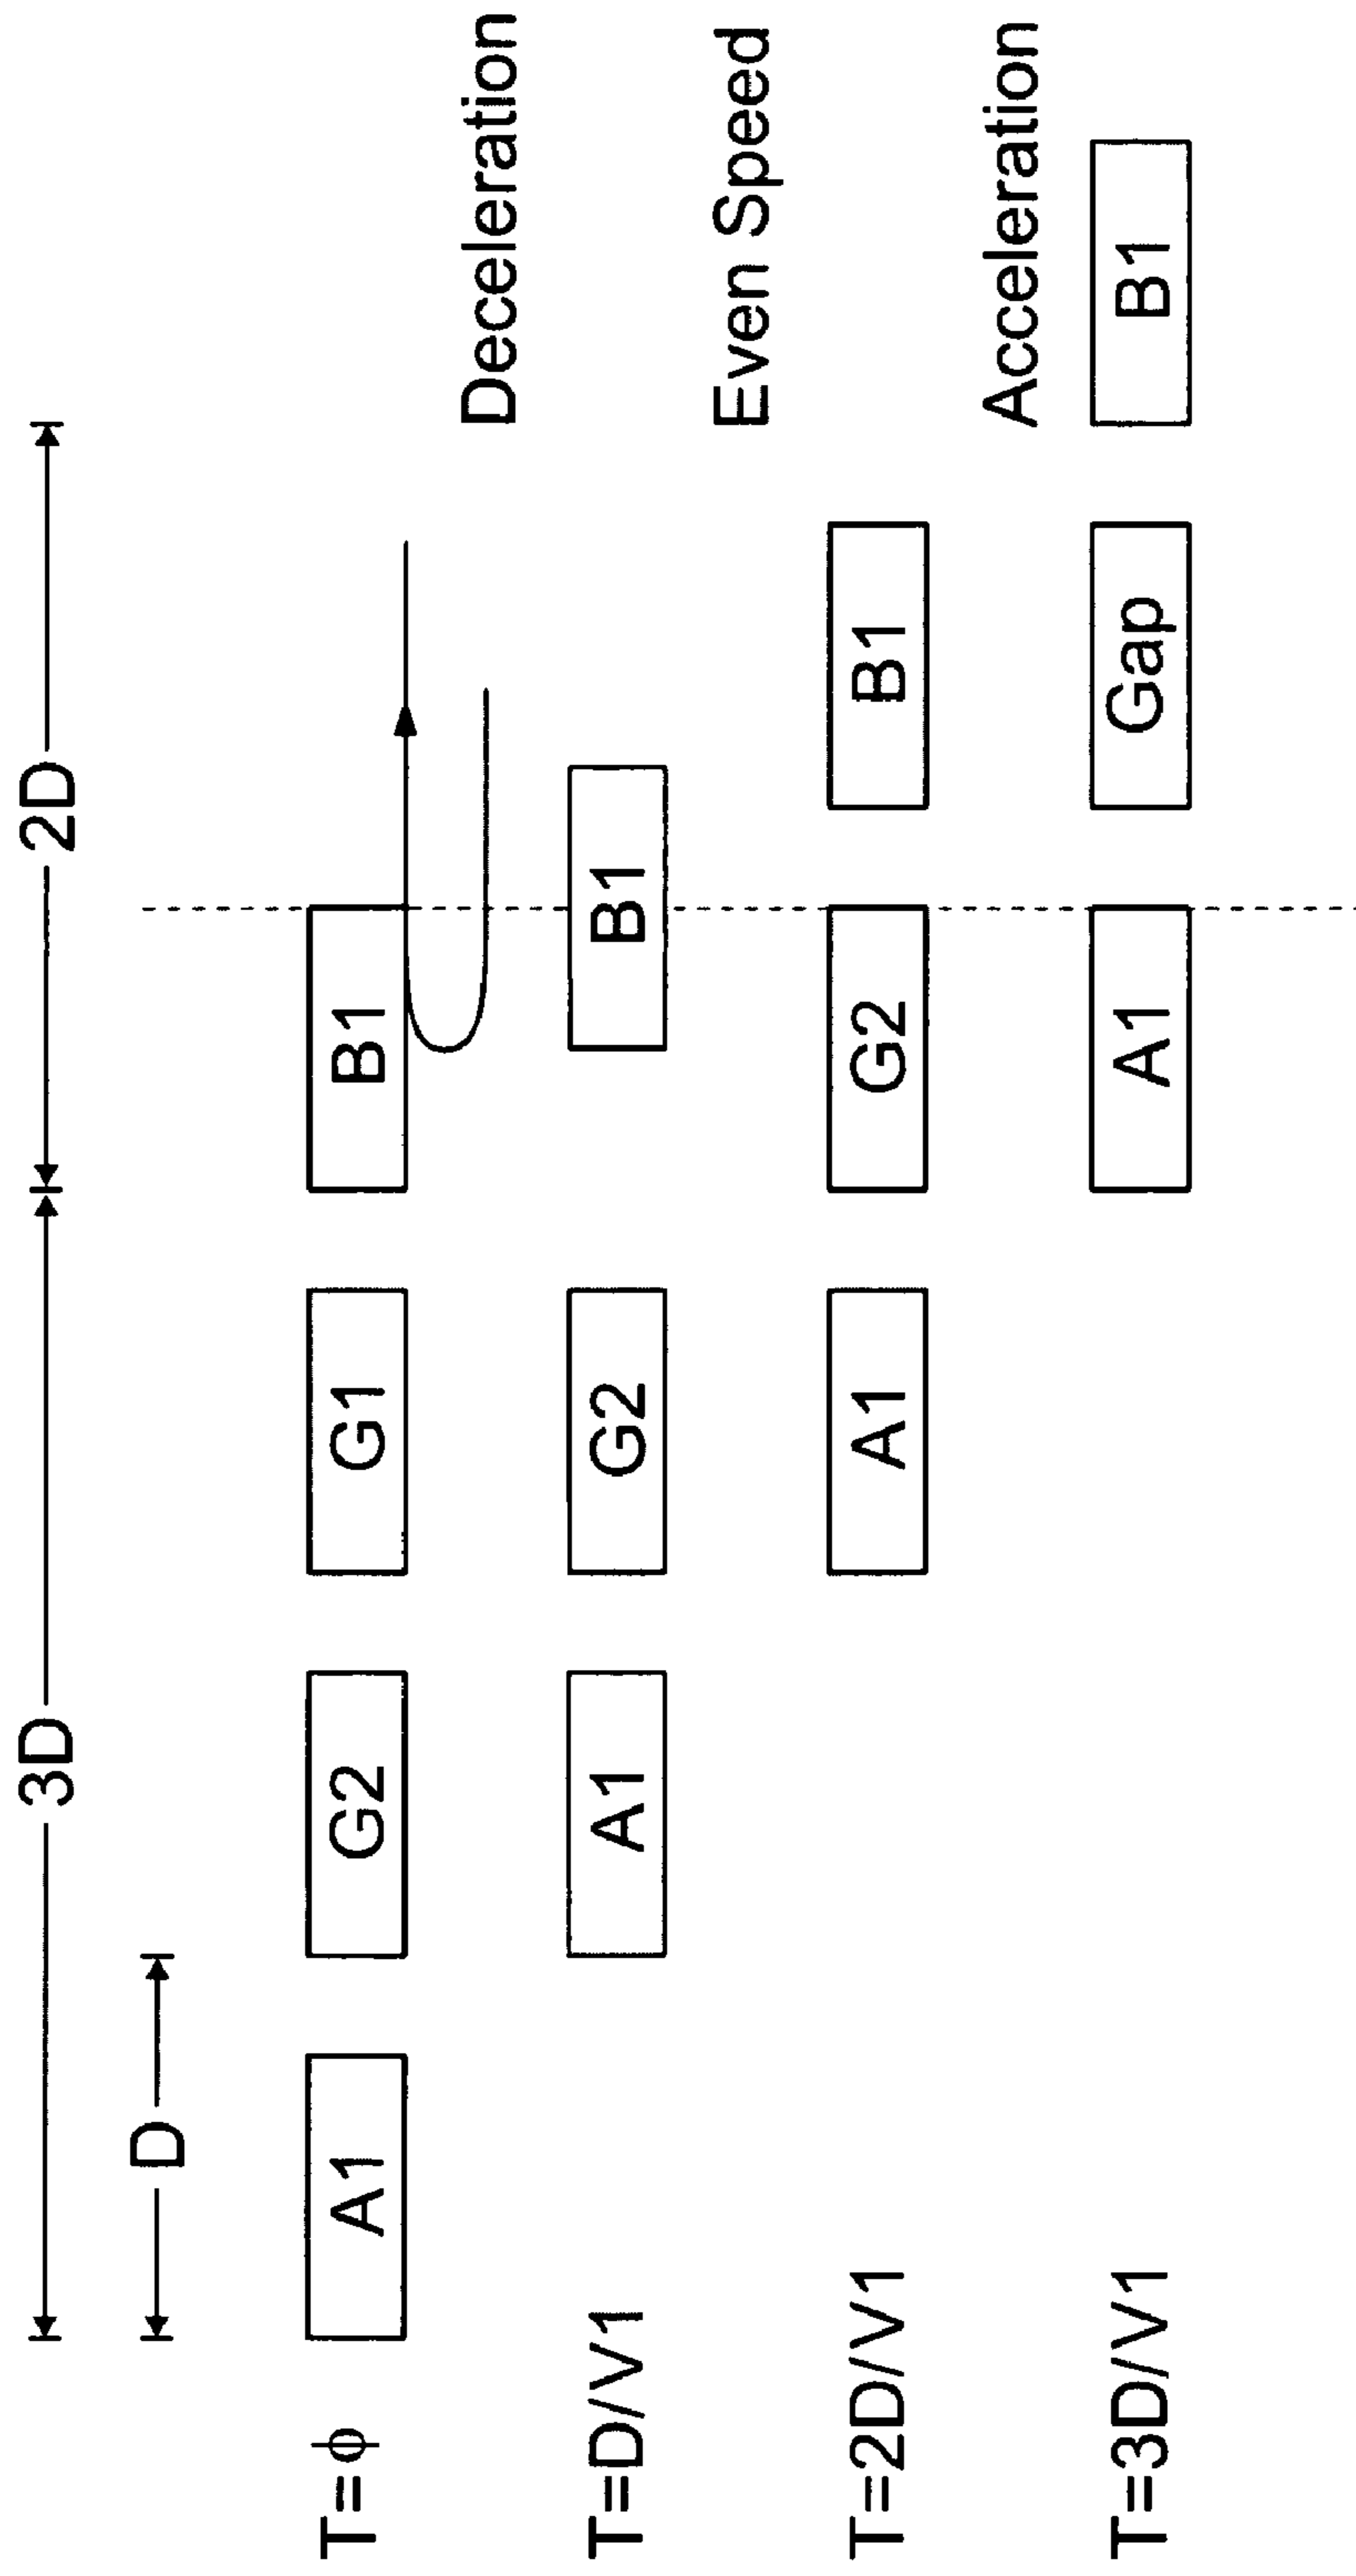 3D 2D
D
T=ϕ A1 G2 G1 B1
Deceleration
T=D/V1 A1 G2 B1
Even Speed
T=2D/V1 A1 G2 B1
Acceleration
T=3D/V1 A1 Gap B1